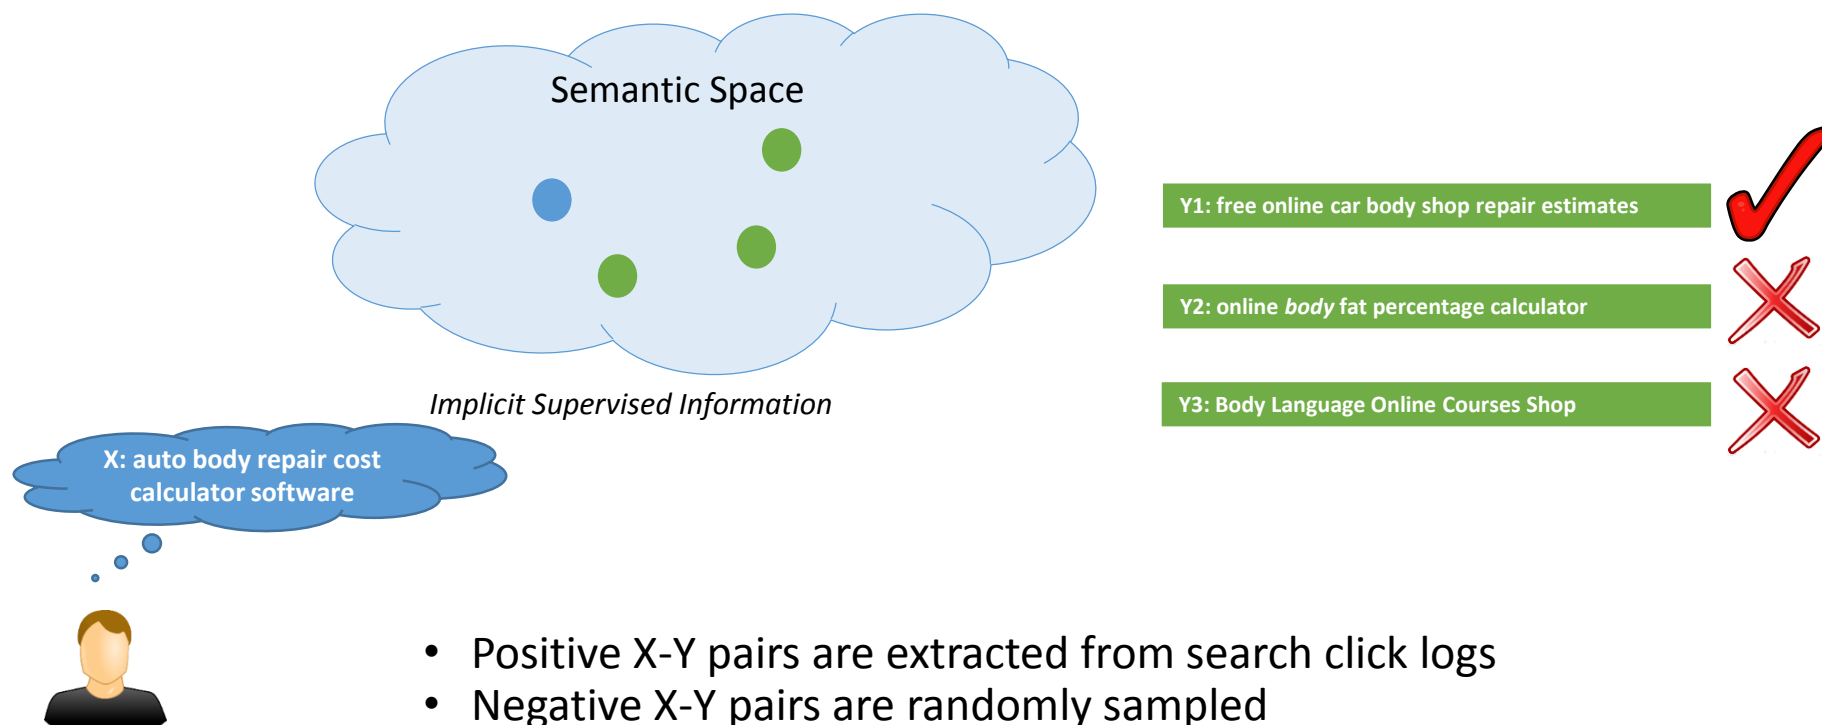 Semantic Space
Y1: free online car body shop repair estimates
Y2: online body fat percentage calculator
Y3: Body Language Online Courses Shop
Implicit Supervised Information
X: auto body repair cost
calculator software
• Positive X-Y pairs are extracted from search click logs
• Negative X-Y pairs are randomly sampled